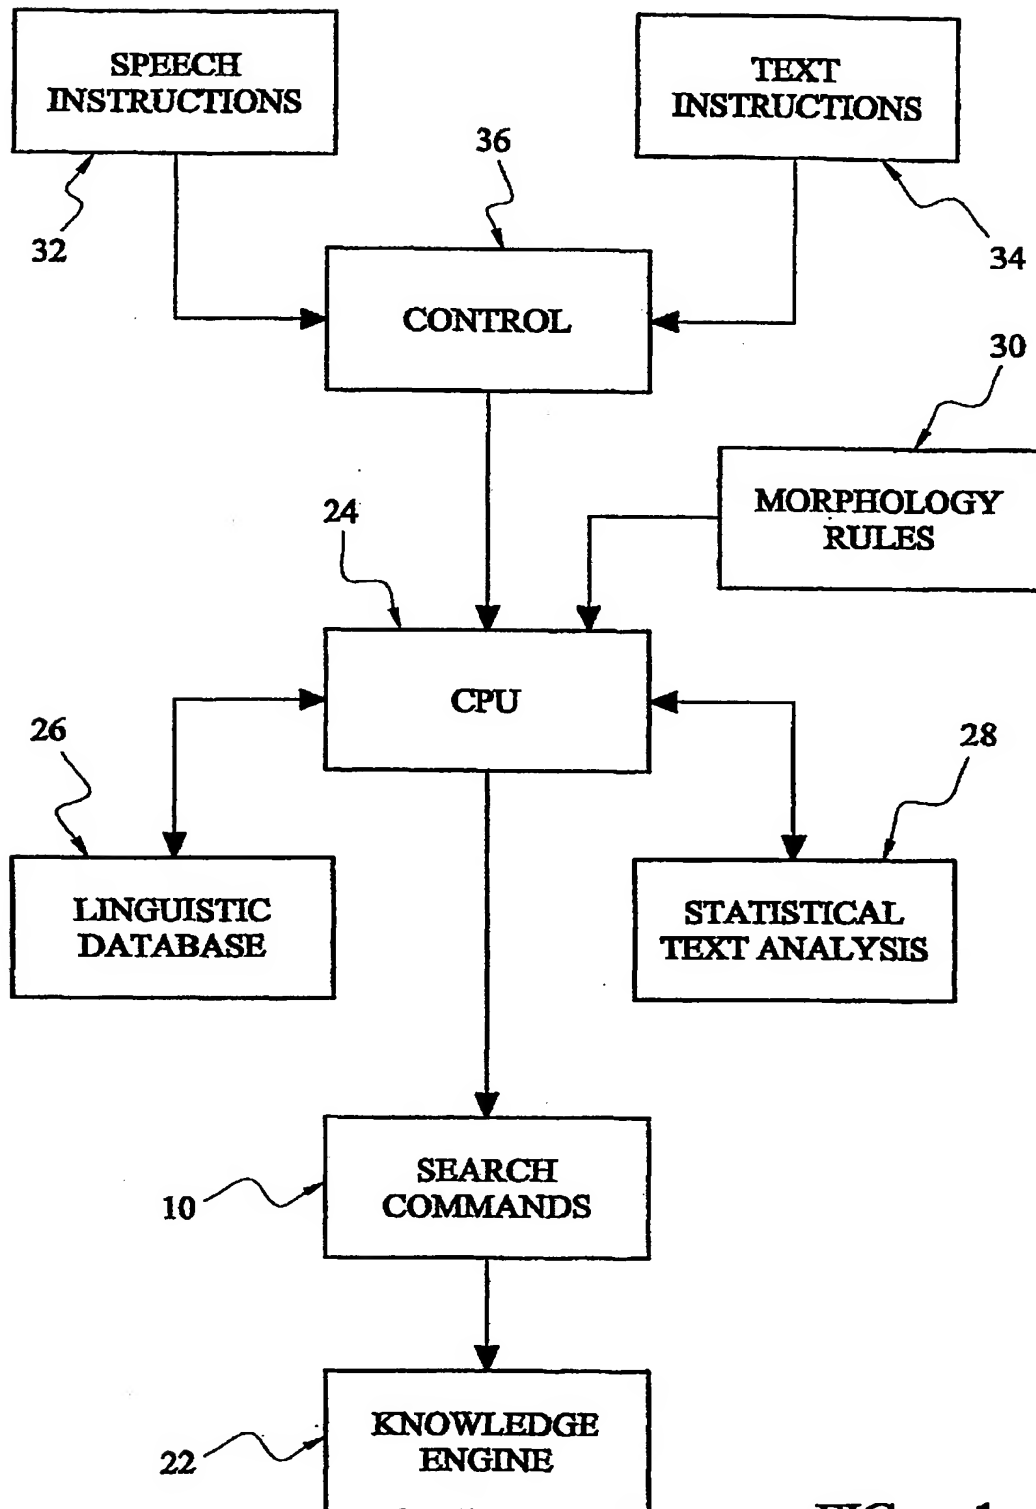 SPEECH
INSTRUCTIONS
TEXT
INSTRUCTIONS
36
32
34
CONTROL
30
MORPHOLOGY
RULES
24
CPU
26
28
LINGUISTIC
DATABASE
STATISTICAL
TEXT ANALYSIS
SEARCH
COMMANDS
10
KNOWLEDGE
ENGINE
22